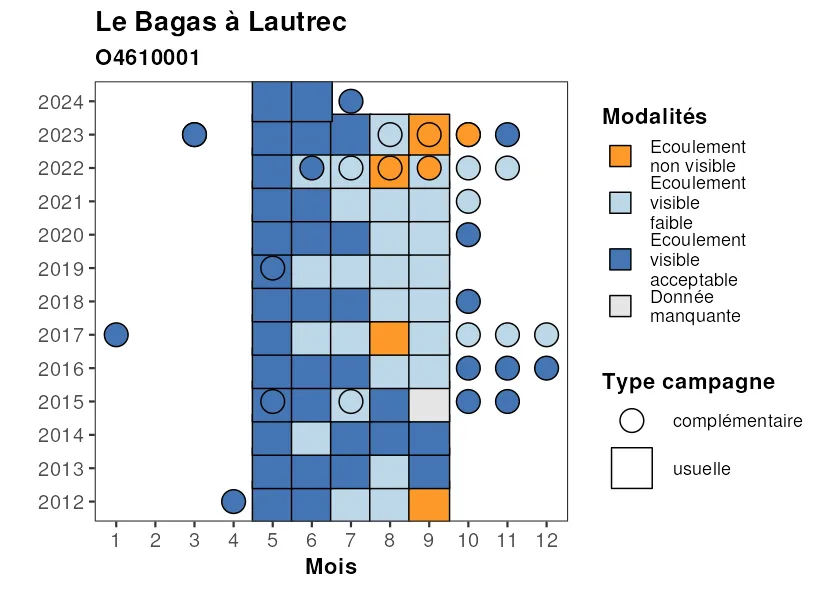 Le Bagas à Lautrec
O4610001
2024
2023
2022
2021
2020
2019
2018
2017
2016
2015
2014
2013
2012
1 2 3 4 5 6 7 8 9 10 11 12
Mois
Modalités
Ecoulement
non visible
Ecoulement
visible
faible
Ecoulement
visible
acceptable
Donnée
manquante
Type campagne
complémentaire
usuelle